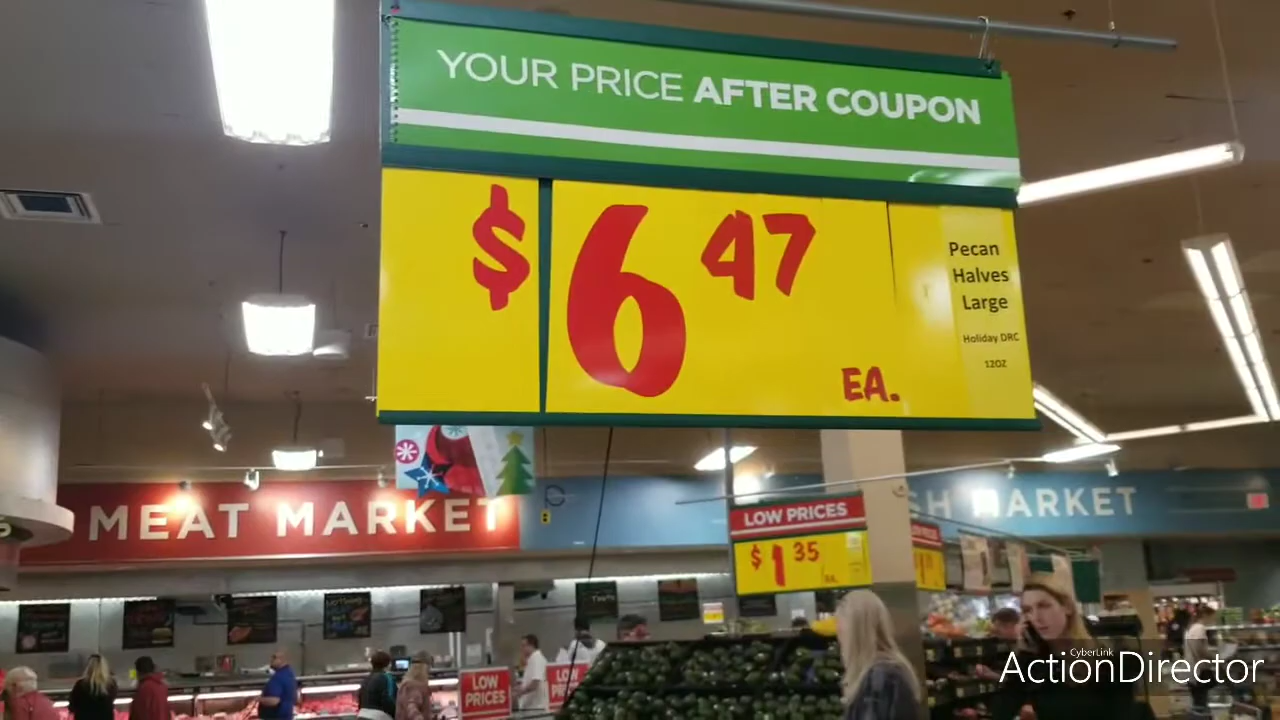 YOUR PRICE AFTER COUPON
$6 47
EA.
Pecan
Halves
Large
Holiday DRC
12OZ
MEAT MARKET
SH MARKET
LOW PRICES
$1 35
EA.
LOW
PRICES
LOW
PRICES
CyberLink
ActionDirector